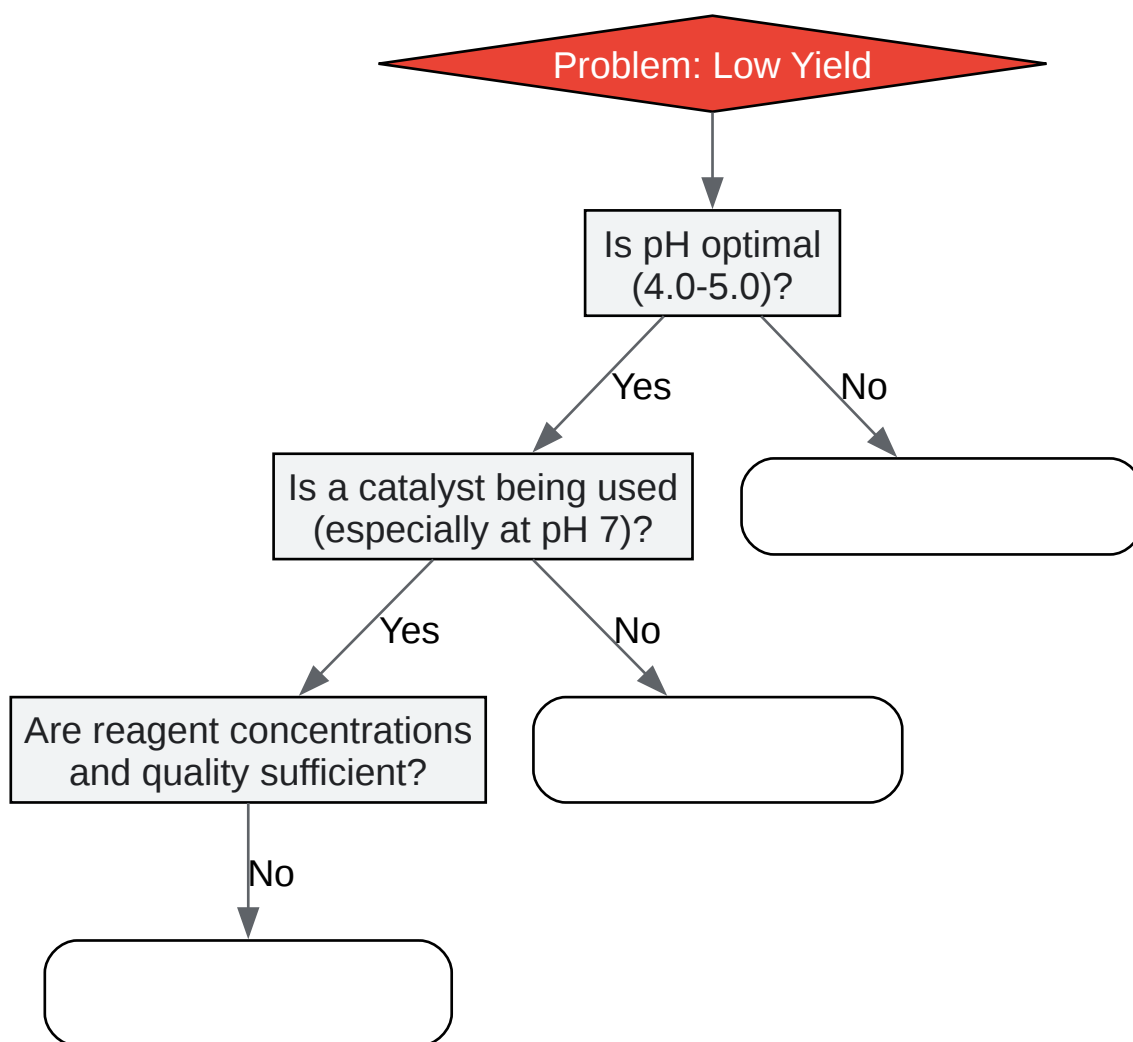 Problem: Low Yield
Is pH optimal
(4.0-5.0)?
Yes
No
Is a catalyst being used
(especially at pH 7)?
Yes
No
Are reagent concentrations
and quality sufficient?
No